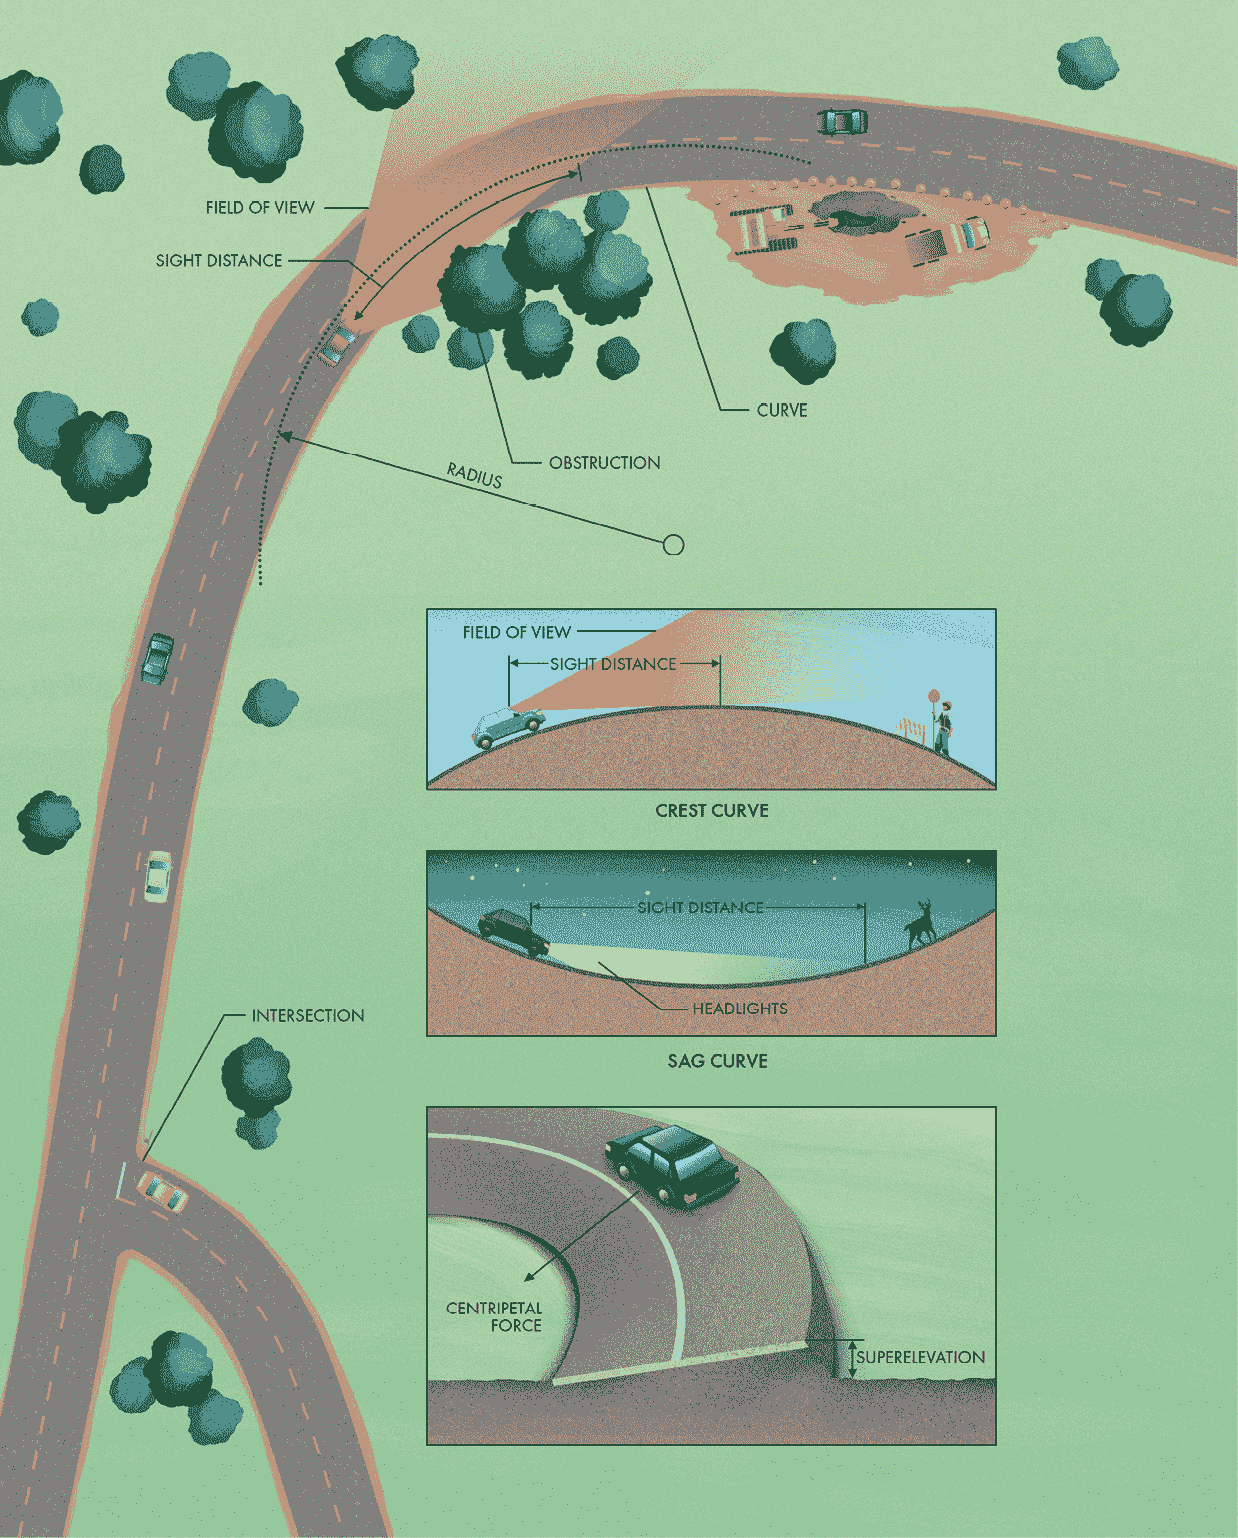 FIELD OF VIEW
SIGHT DISTANCE
CURVE
OBSTRUCTION
RADIUS
FIELD OF VIEW
SIGHT DISTANCE
CREST CURVE
SIGHT DISTANCE
HEADLIGHTS
INTERSECTION
SAG CURVE
CENTRIPETAL
FORCE
SUPERELEVATION